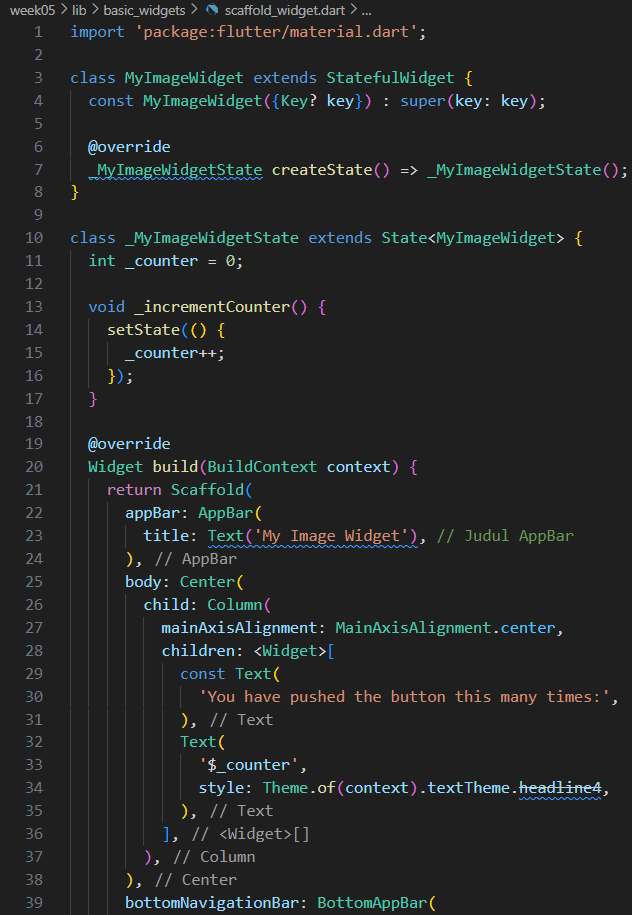 week05 > lib > basic_widgets > scaffold_widget.dart > ...
1 import 'package:flutter/material.dart';
2
3 class MyImageWidget extends StatefulWidget {
4   const MyImageWidget({Key? key}) : super(key: key);
5
6   @override
7   _MyImageWidgetState createState() => _MyImageWidgetState();
8 }
9
10 class _MyImageWidgetState extends State<MyImageWidget> {
11   int _counter = 0;
12
13   void _incrementCounter() {
14     setState(() {
15       _counter++;
16     });
17   }
18
19   @override
20   Widget build(BuildContext context) {
21     return Scaffold(
22       appBar: AppBar(
23         title: Text('My Image Widget'), // Judul AppBar
24       ), // AppBar
25       body: Center(
26         child: Column(
27           mainAxisAlignment: MainAxisAlignment.center,
28           children: <Widget>[
29             const Text(
30               'You have pushed the button this many times:',
31             ), // Text
32             Text(
33               '$_counter',
34               style: Theme.of(context).textTheme.headline4,
35             ), // Text
36           ], // <Widget>[]
37         ), // Column
38       ), // Center
39       bottomNavigationBar: BottomAppBar(